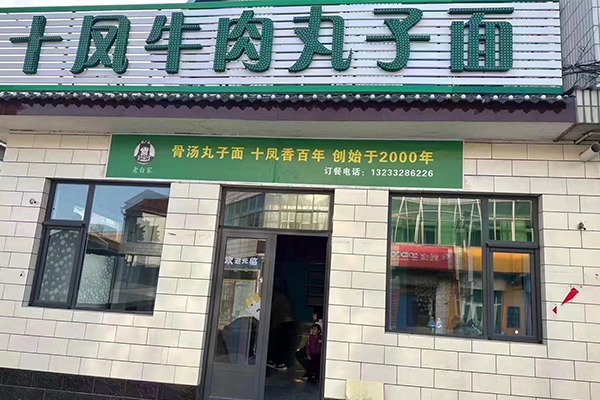 十凤牛肉丸子面
骨汤丸子面 十凤香百年 创始于2000年
订餐电话：13233286226
老白家
欢迎光临